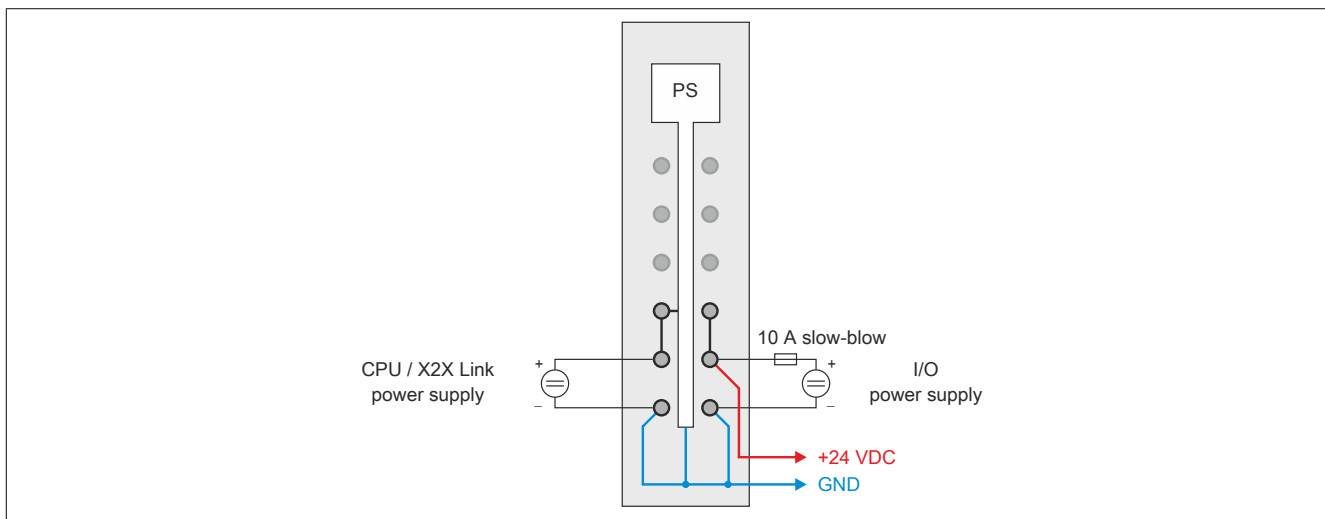 PS
10 A slow-blow
CPU / X2X Link
power supply
+
–
+
–
I/O
power supply
+24 VDC
GND